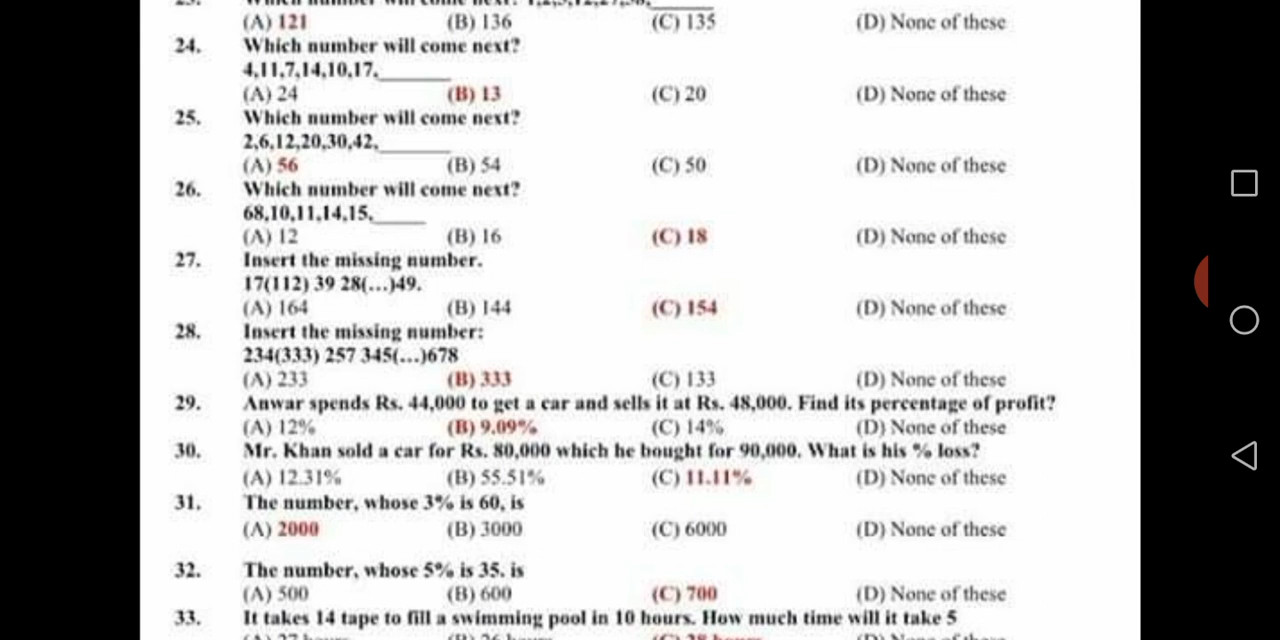 (A) 121 (B) 136 (C) 135 (D) None of these
24. Which number will come next?
4,11,7,14,10,17,______
(A) 24 (B) 13 (C) 20 (D) None of these
25. Which number will come next?
2,6,12,20,30,42,______
(A) 56 (B) 54 (C) 50 (D) None of these
26. Which number will come next?
68,10,11,14,15,____
(A) 12 (B) 16 (C) 18 (D) None of these
27. Insert the missing number.
17(112) 39 28(...)49.
(A) 164 (B) 144 (C) 154 (D) None of these
28. Insert the missing number:
234(333) 257 345(...)678
(A) 233 (B) 333 (C) 133 (D) None of these
29. Anwar spends Rs. 44,000 to get a car and sells it at Rs. 48,000. Find its percentage of profit?
(A) 12% (B) 9.09% (C) 14% (D) None of these
30. Mr. Khan sold a car for Rs. 80,000 which he bought for 90,000. What is his % loss?
(A) 12.31% (B) 55.51% (C) 11.11% (D) None of these
31. The number, whose 3% is 60, is
(A) 2000 (B) 3000 (C) 6000 (D) None of these
32. The number, whose 5% is 35. is
(A) 500 (B) 600 (C) 700 (D) None of these
33. It takes 14 tape to fill a swimming pool in 10 hours. How much time will it take 5